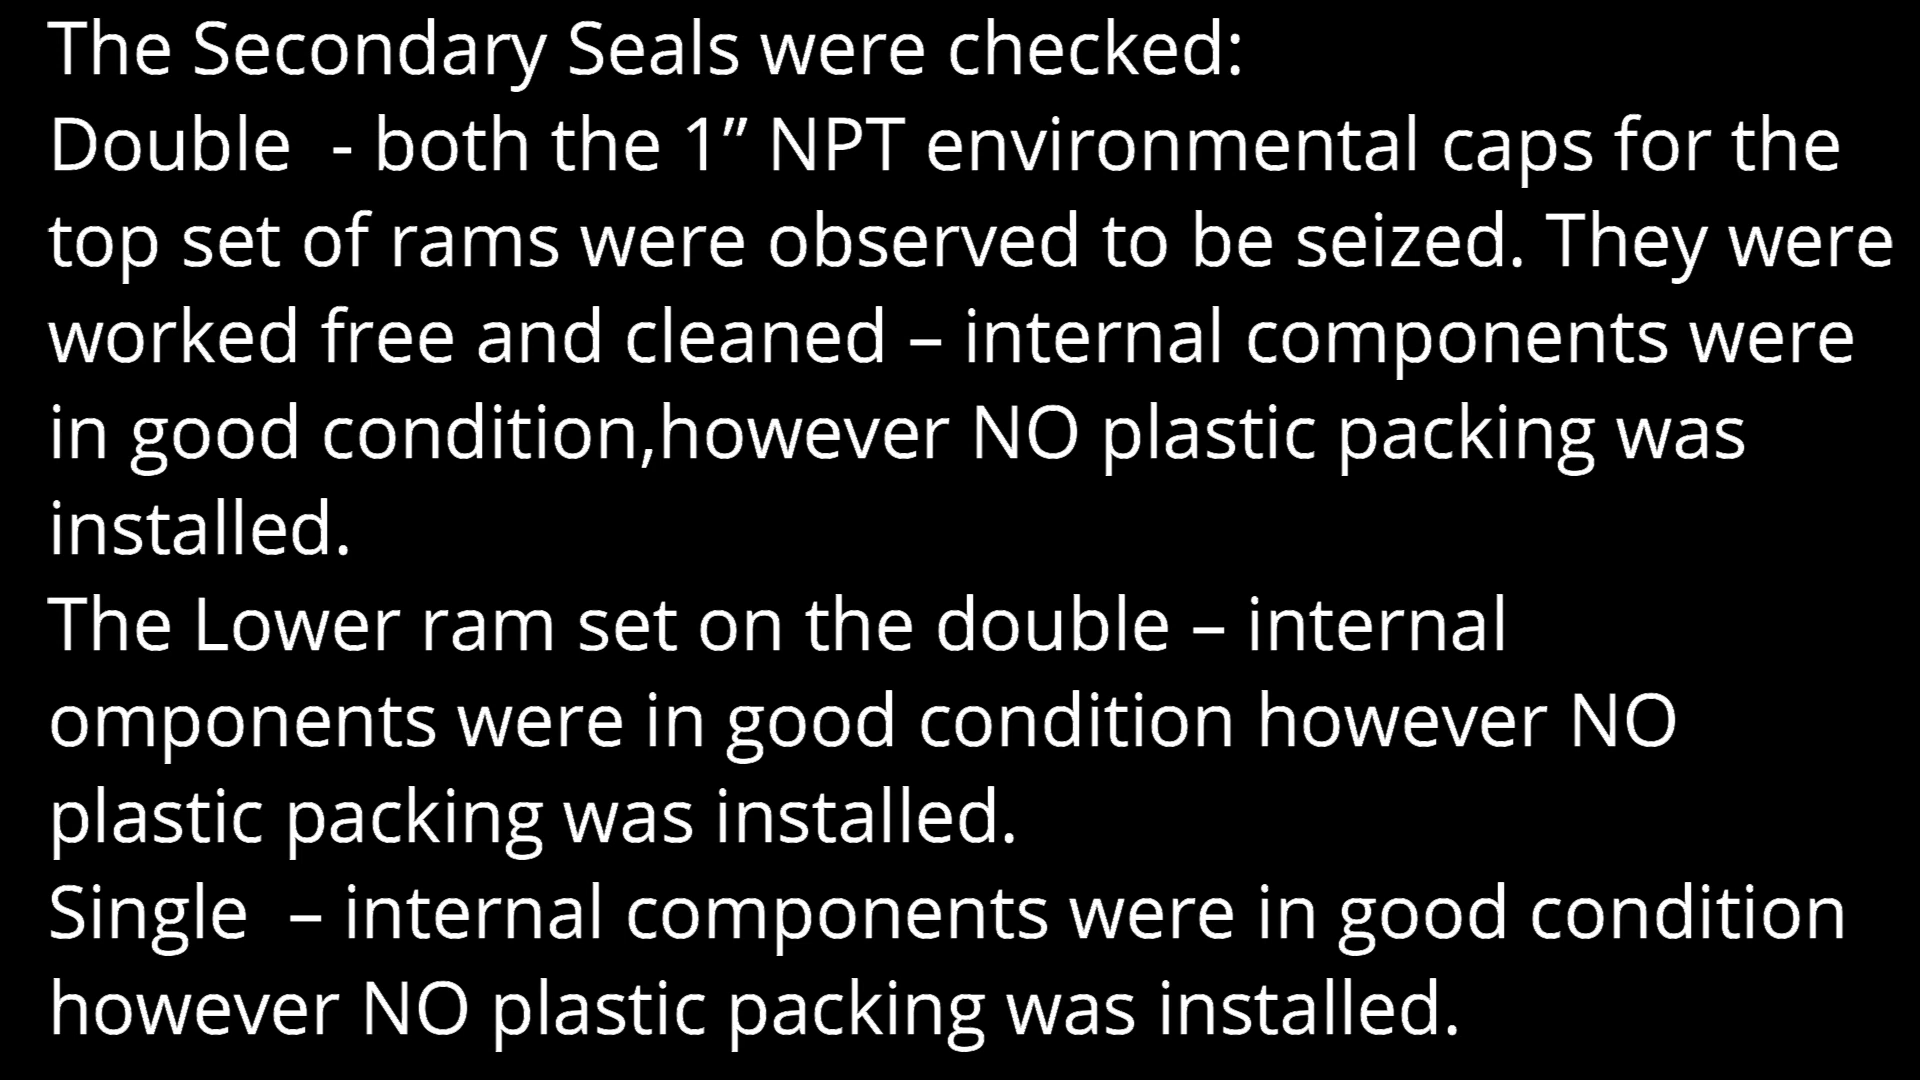 The Secondary Seals were checked:
Double  - both the 1” NPT environmental caps for the
top set of rams were observed to be seized. They were
worked free and cleaned – internal components were
in good condition,however NO plastic packing was
installed.
The Lower ram set on the double – internal
omponents were in good condition however NO
plastic packing was installed.
Single  – internal components were in good condition
however NO plastic packing was installed.